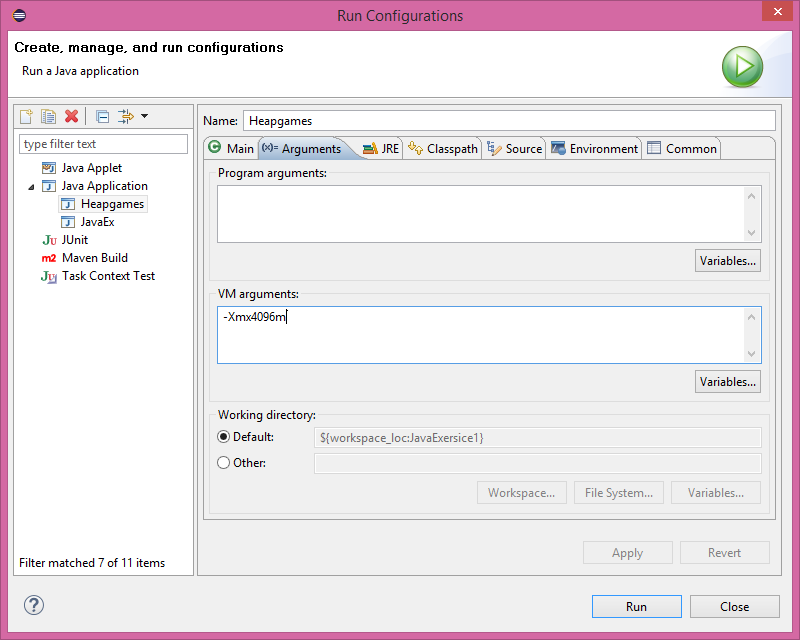 Run Configurations
Create, manage, and run configurations
Run a Java application
type filter text
Java Applet
Java Application
Heapgames
JavaEx
JUnit
Maven Build
Task Context Test
Filter matched 7 of 11 items
Name: Heapgames
Main (x)= Arguments JRE Classpath Source Environment Common
Program arguments:
Variables...
VM arguments:
-Xmx4096m
Variables...
Working directory:
Default: ${workspace_loc:JavaExersice1}
Other:
Workspace... File System... Variables...
Apply Revert
Run Close